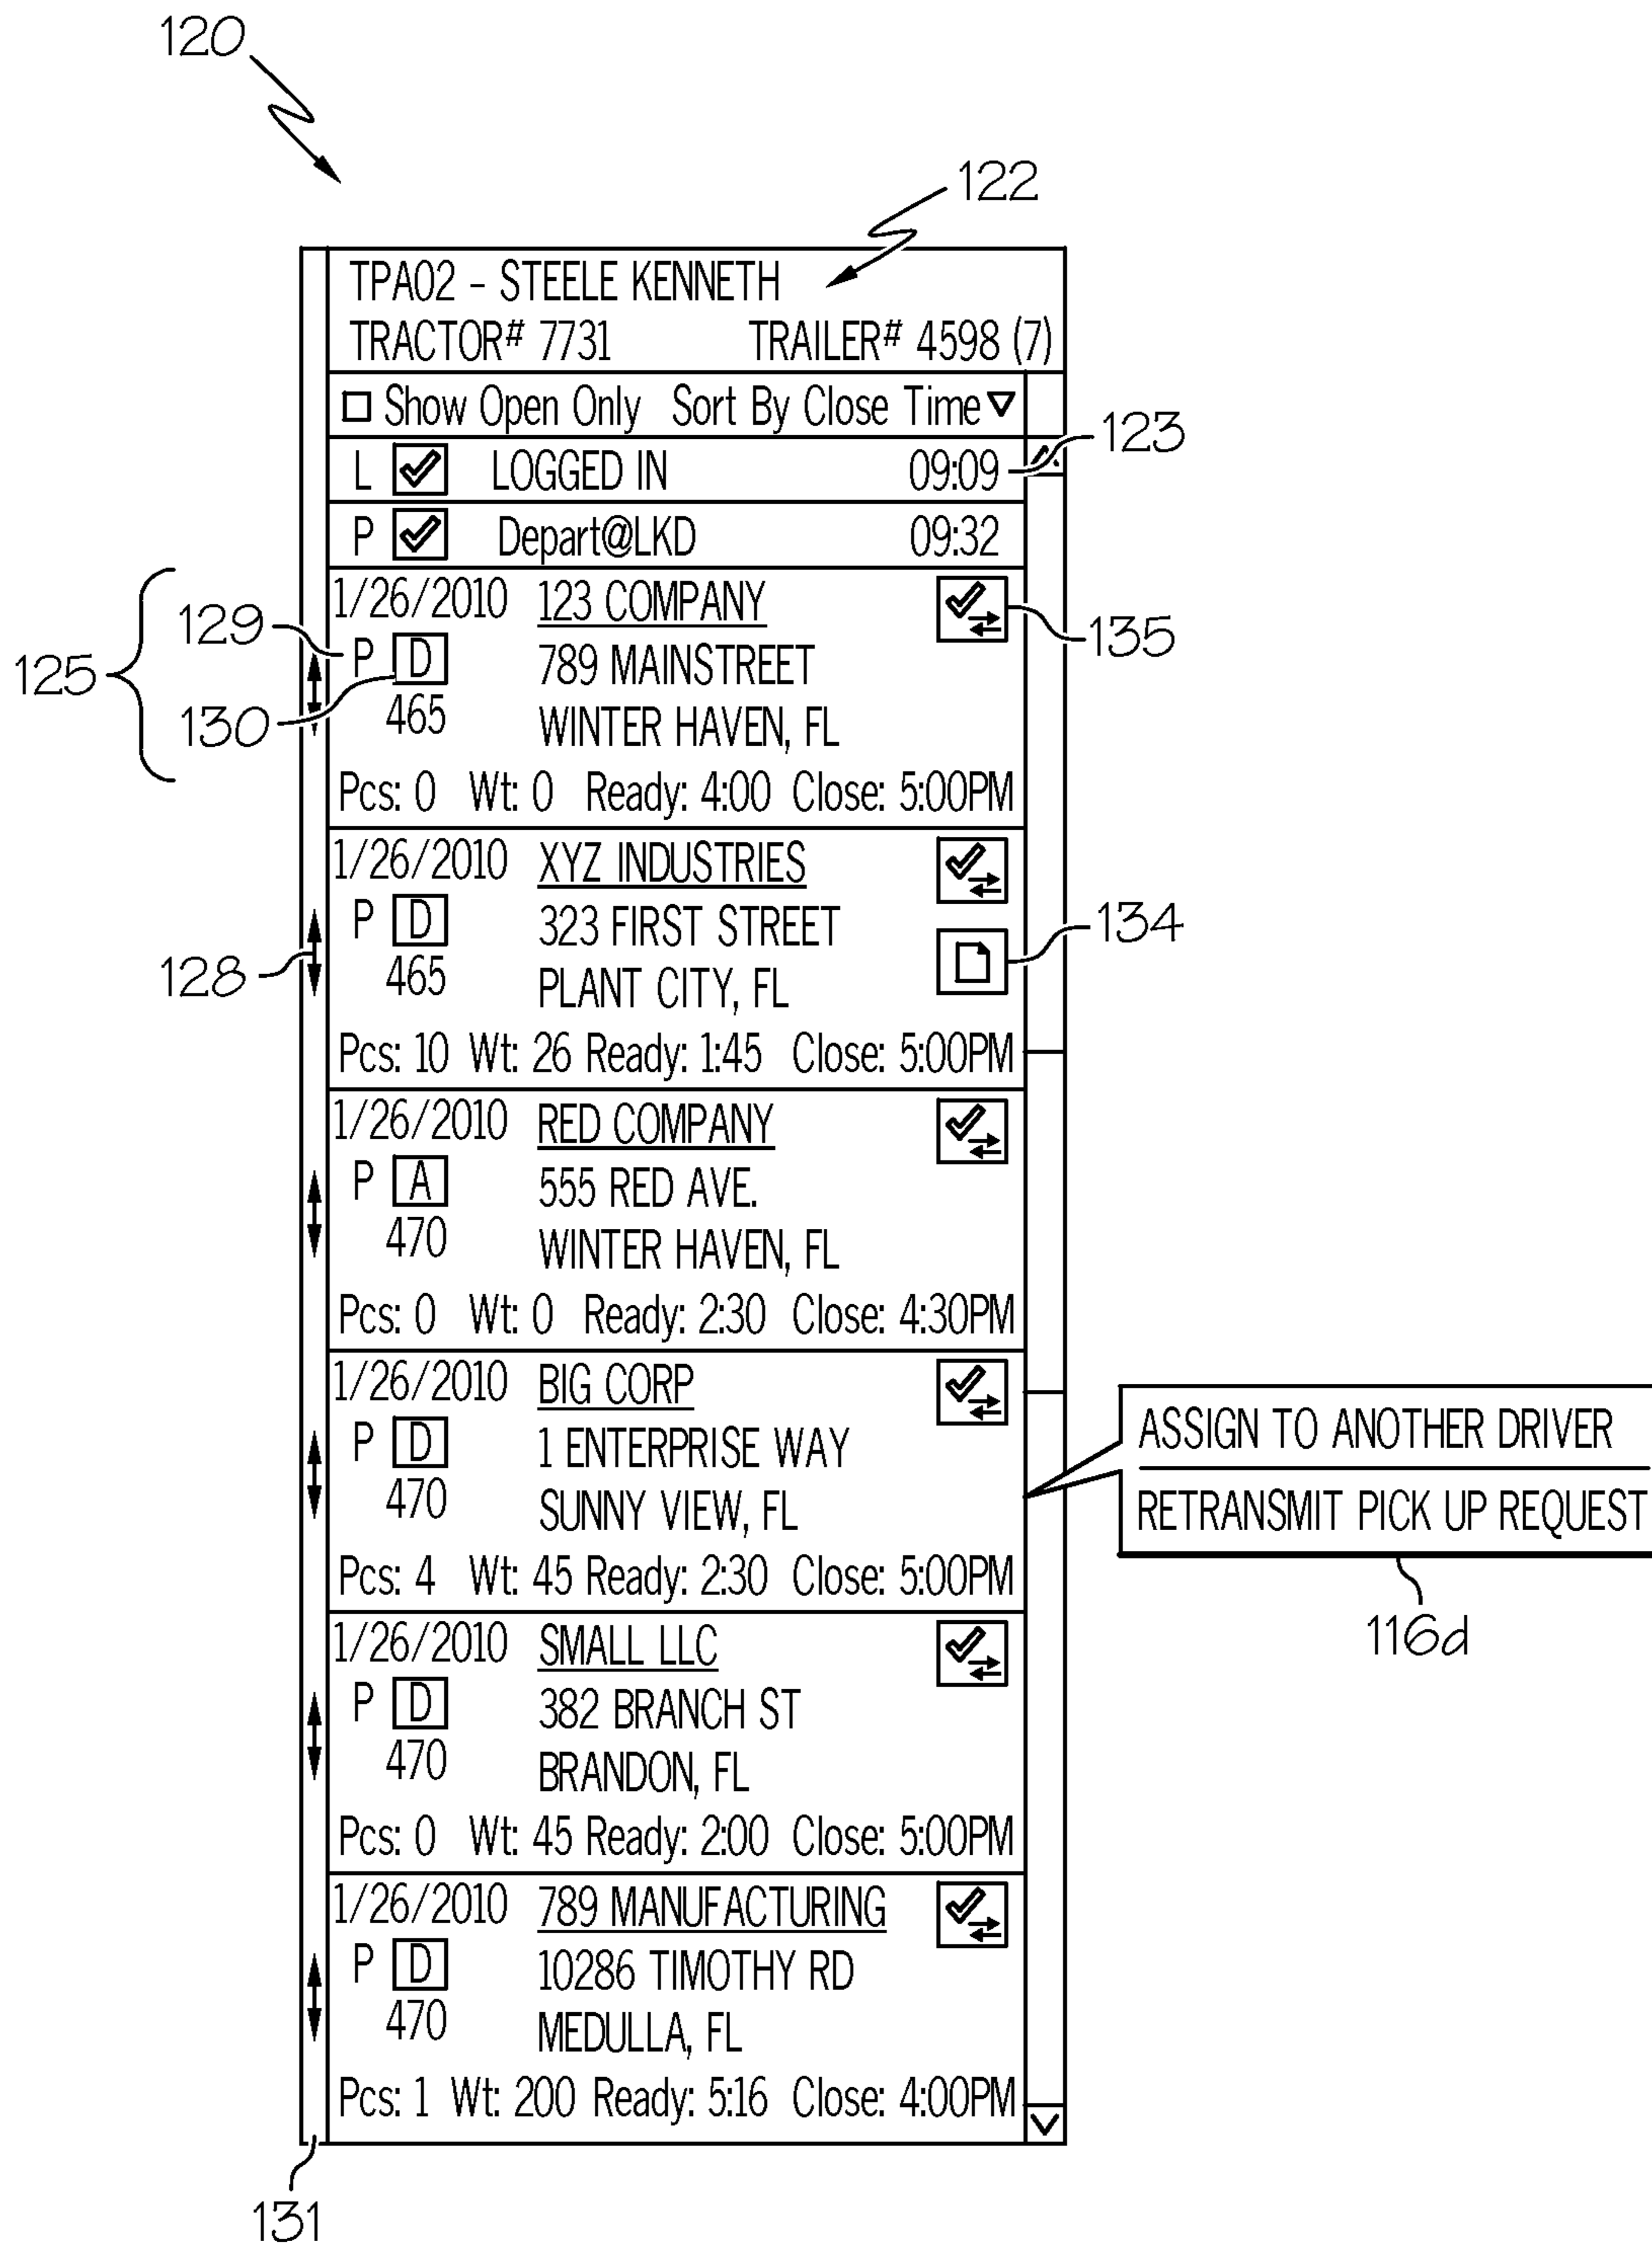 120
122
TPA02 - STEELE KENNETH
TRACTOR# 7731 TRAILER# 4598 (7)
Show Open Only Sort By Close Time
123
L LOGGED IN 09:09
P Depart@LKD 09:32
125
1/26/2010 123 COMPANY
129
135
P D 789 MAINSTREET
130
465 WINTER HAVEN, FL
Pcs: 0 Wt: 0 Ready: 4:00 Close: 5:00PM
1/26/2010 XYZ INDUSTRIES
P D 323 FIRST STREET
134
128
465 PLANT CITY, FL
Pcs: 10 Wt: 26 Ready: 1:45 Close: 5:00PM
1/26/2010 RED COMPANY
P A 555 RED AVE.
470 WINTER HAVEN, FL
Pcs: 0 Wt: 0 Ready: 2:30 Close: 4:30PM
1/26/2010 BIG CORP
P D 1 ENTERPRISE WAY
470 SUNNY VIEW, FL
Pcs: 4 Wt: 45 Ready: 2:30 Close: 5:00PM
ASSIGN TO ANOTHER DRIVER
RETRANSMIT PICK UP REQUEST
116d
1/26/2010 SMALL LLC
P D 382 BRANCH ST
470 BRANDON, FL
Pcs: 0 Wt: 45 Ready: 2:00 Close: 5:00PM
1/26/2010 789 MANUFACTURING
P D 10286 TIMOTHY RD
470 MEDULLA, FL
Pcs: 1 Wt: 200 Ready: 5:16 Close: 4:00PM
131